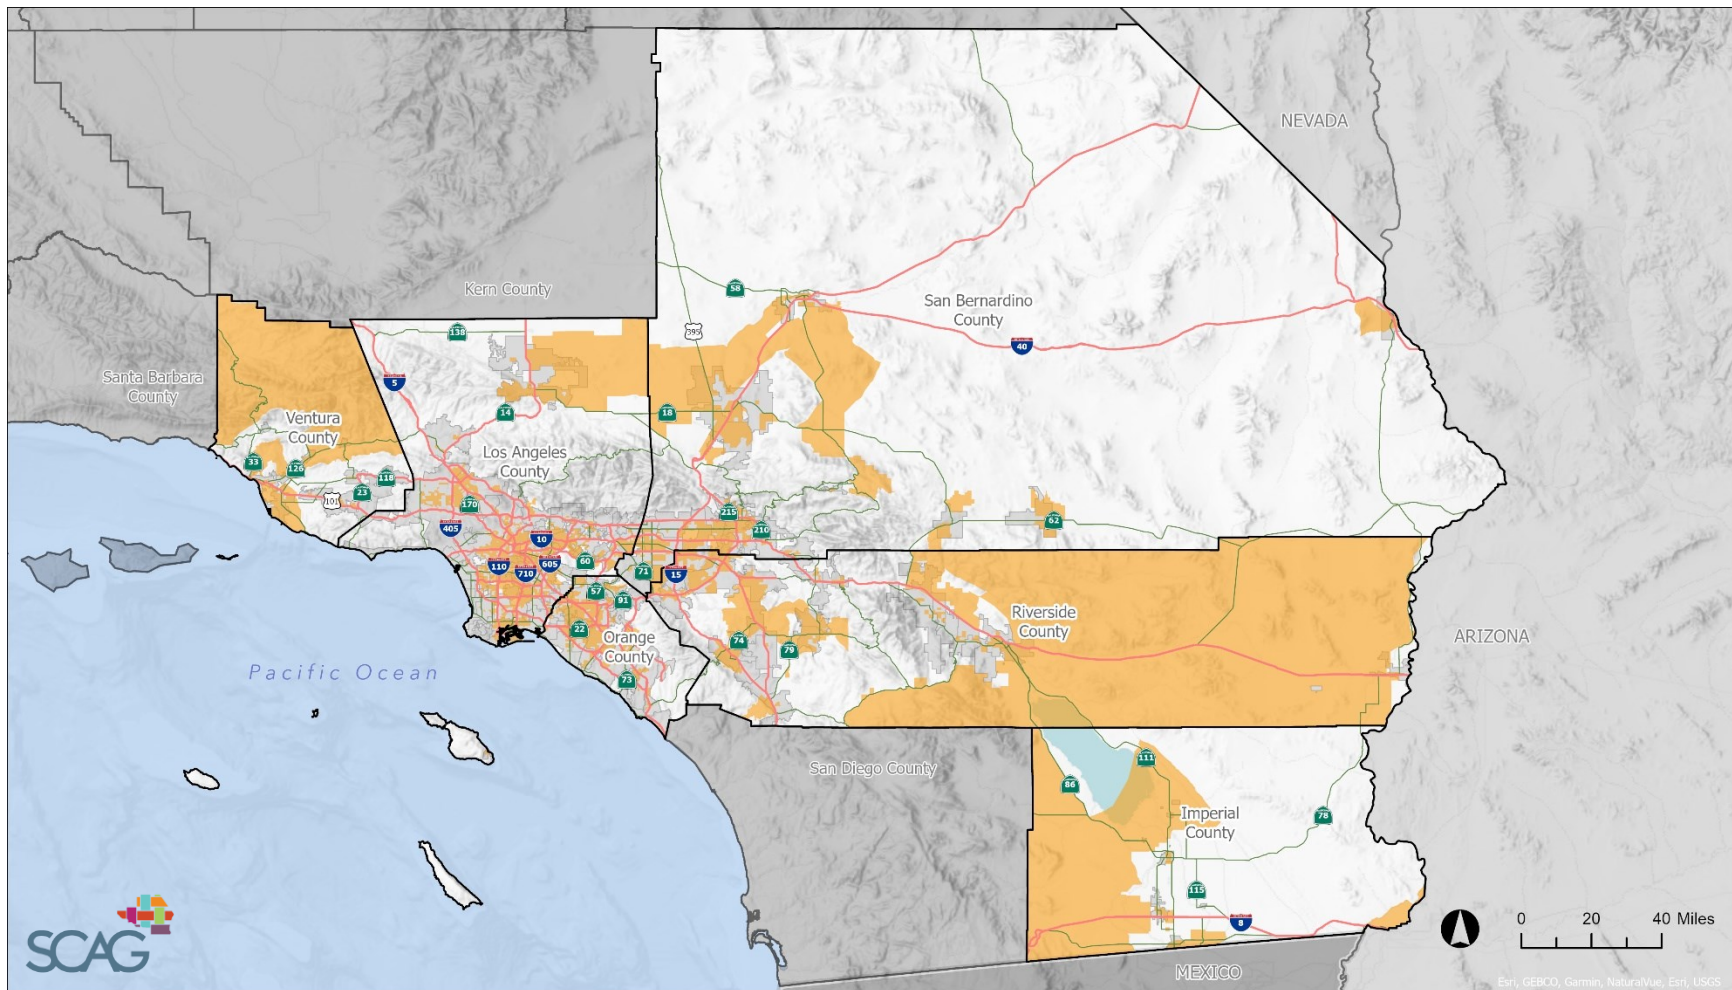 NEVADA
Kern County
58
San Bernardino
County
395
138
40
5
Santa Barbara
County
14
18
Ventura
County
Los Angeles
County
33
126
118
23
101
170
215
62
405
210
10
110
710
605
60
71
15
57
91
Riverside
County
22
Orange
County
74
79
ARIZONA
Pacific Ocean
73
San Diego County
111
86
Imperial
County
78
115
8
0 20 40 Miles
SCAG
MEXICO
Esri, GEBCO, Garmin, NaturalVue, Esri, USGS